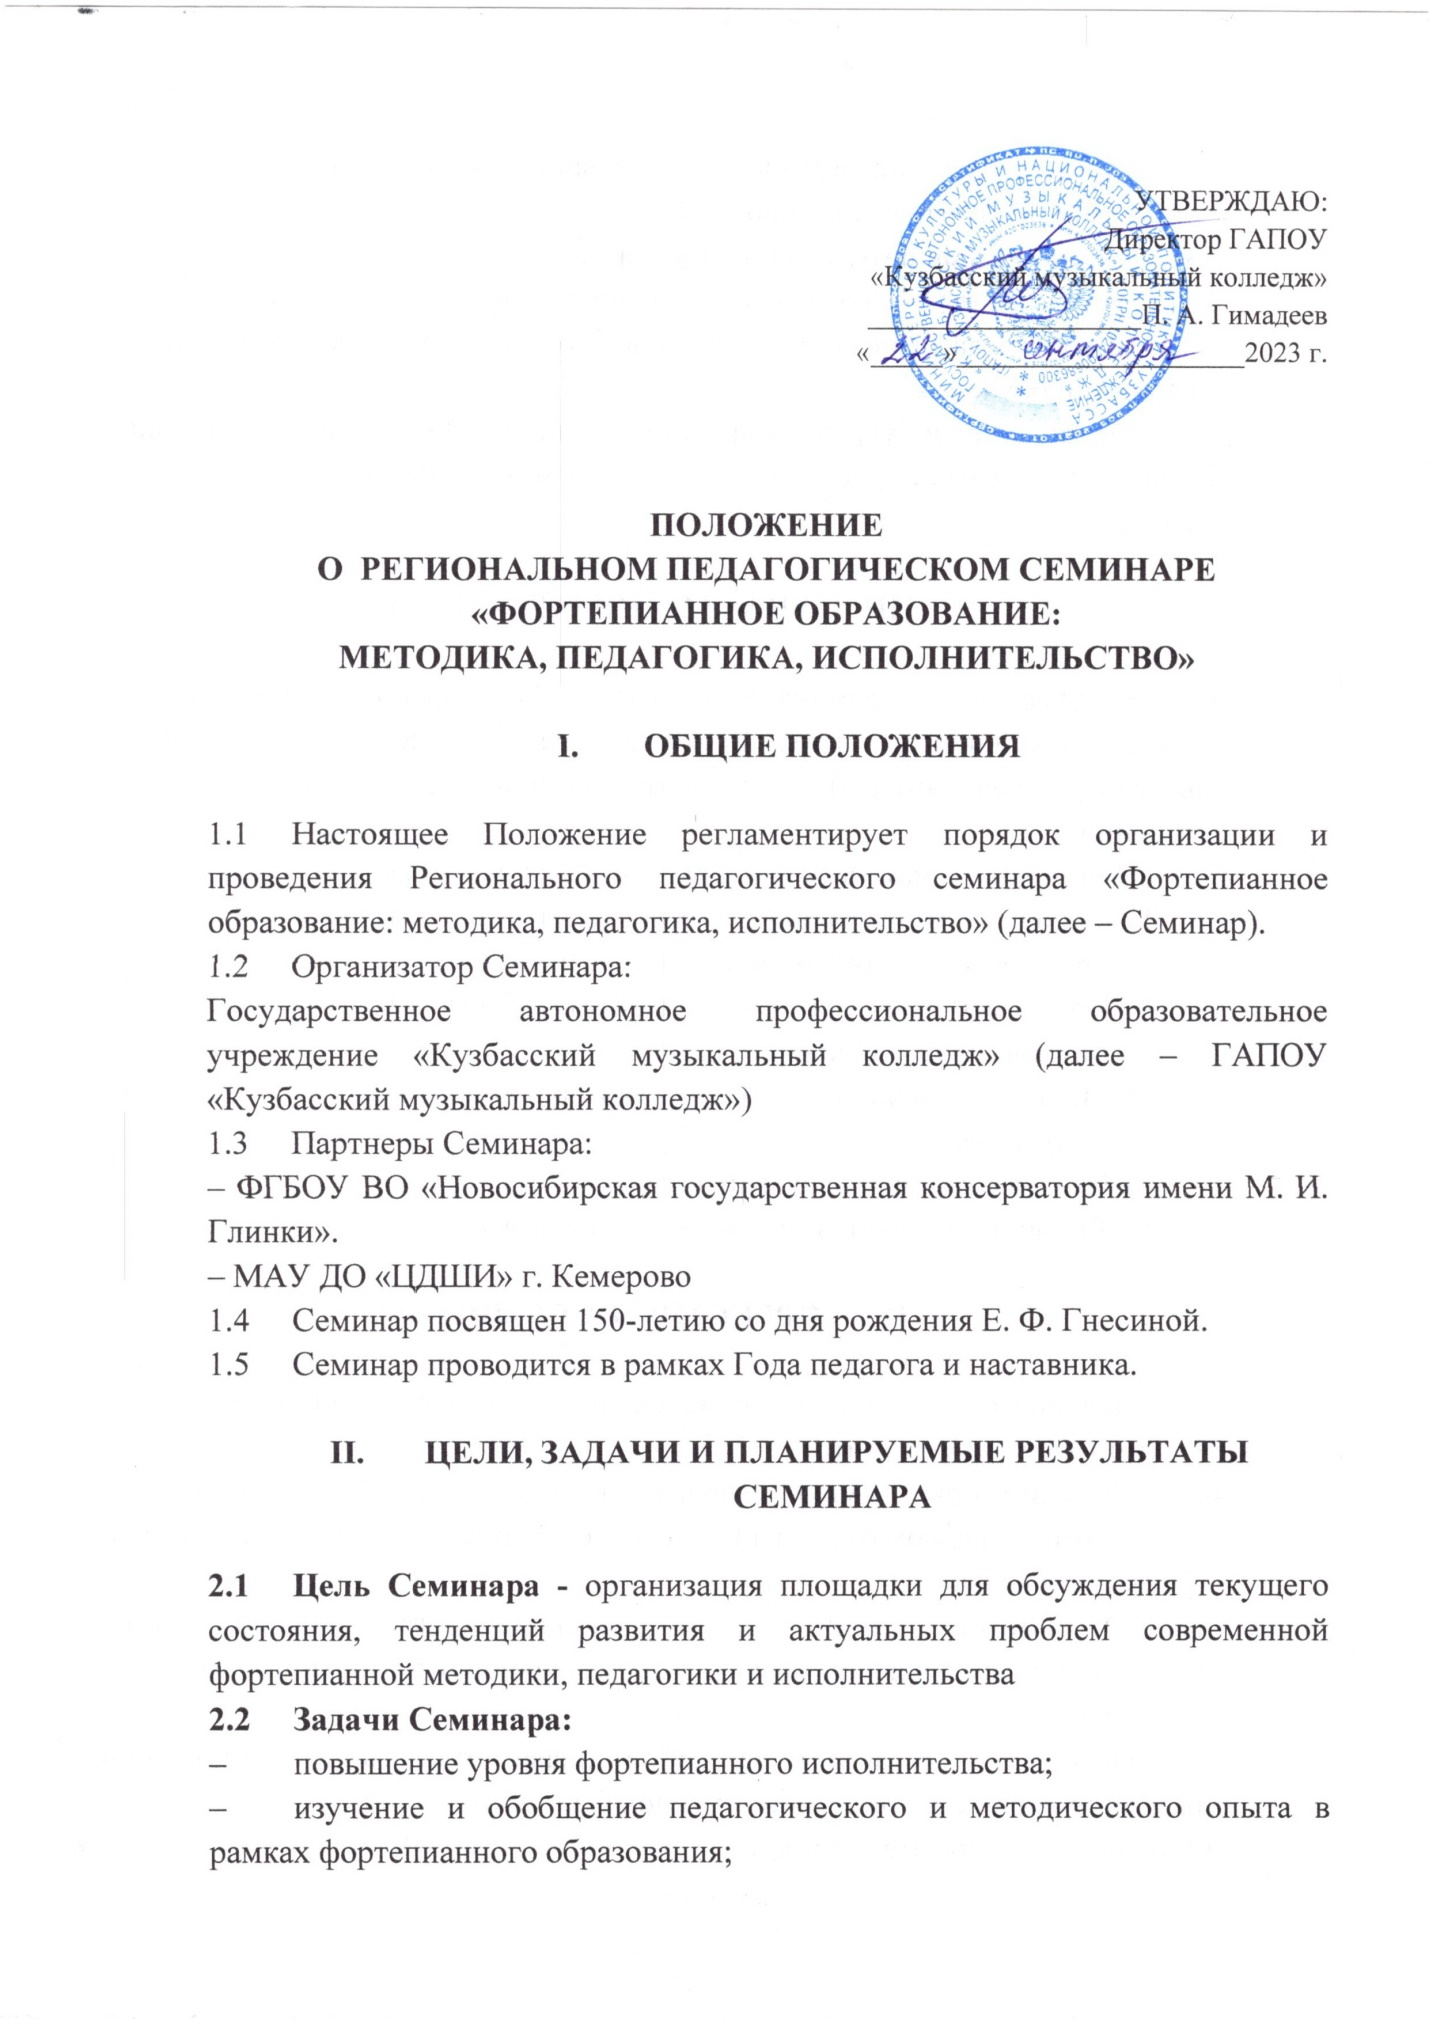 УТВЕРЖДАЮ:
Директор ГАПОУ
«Кузбасский музыкальный колледж»
П. А. Гимадеев
«22» сентября 2023 г.
ПОЛОЖЕНИЕ
О РЕГИОНАЛЬНОМ ПЕДАГОГИЧЕСКОМ СЕМИНАРЕ
«ФОРТЕПИАННОЕ ОБРАЗОВАНИЕ:
МЕТОДИКА, ПЕДАГОГИКА, ИСПОЛНИТЕЛЬСТВО»
I. ОБЩИЕ ПОЛОЖЕНИЯ
1.1 Настоящее Положение регламентирует порядок организации и
проведения Регионального педагогического семинара «Фортепианное
образование: методика, педагогика, исполнительство» (далее – Семинар).
1.2 Организатор Семинара:
Государственное автономное профессиональное образовательное
учреждение «Кузбасский музыкальный колледж» (далее – ГАПОУ
«Кузбасский музыкальный колледж»)
1.3 Партнеры Семинара:
– ФГБОУ ВО «Новосибирская государственная консерватория имени М. И.
Глинки».
– МАУ ДО «ЦДШИ» г. Кемерово
1.4 Семинар посвящен 150-летию со дня рождения Е. Ф. Гнесиной.
1.5 Семинар проводится в рамках Года педагога и наставника.
II. ЦЕЛИ, ЗАДАЧИ И ПЛАНИРУЕМЫЕ РЕЗУЛЬТАТЫ
СЕМИНАРА
2.1 Цель Семинара - организация площадки для обсуждения текущего
состояния, тенденций развития и актуальных проблем современной
фортепианной методики, педагогики и исполнительства
2.2 Задачи Семинара:
– повышение уровня фортепианного исполнительства;
– изучение и обобщение педагогического и методического опыта в
рамках фортепианного образования;